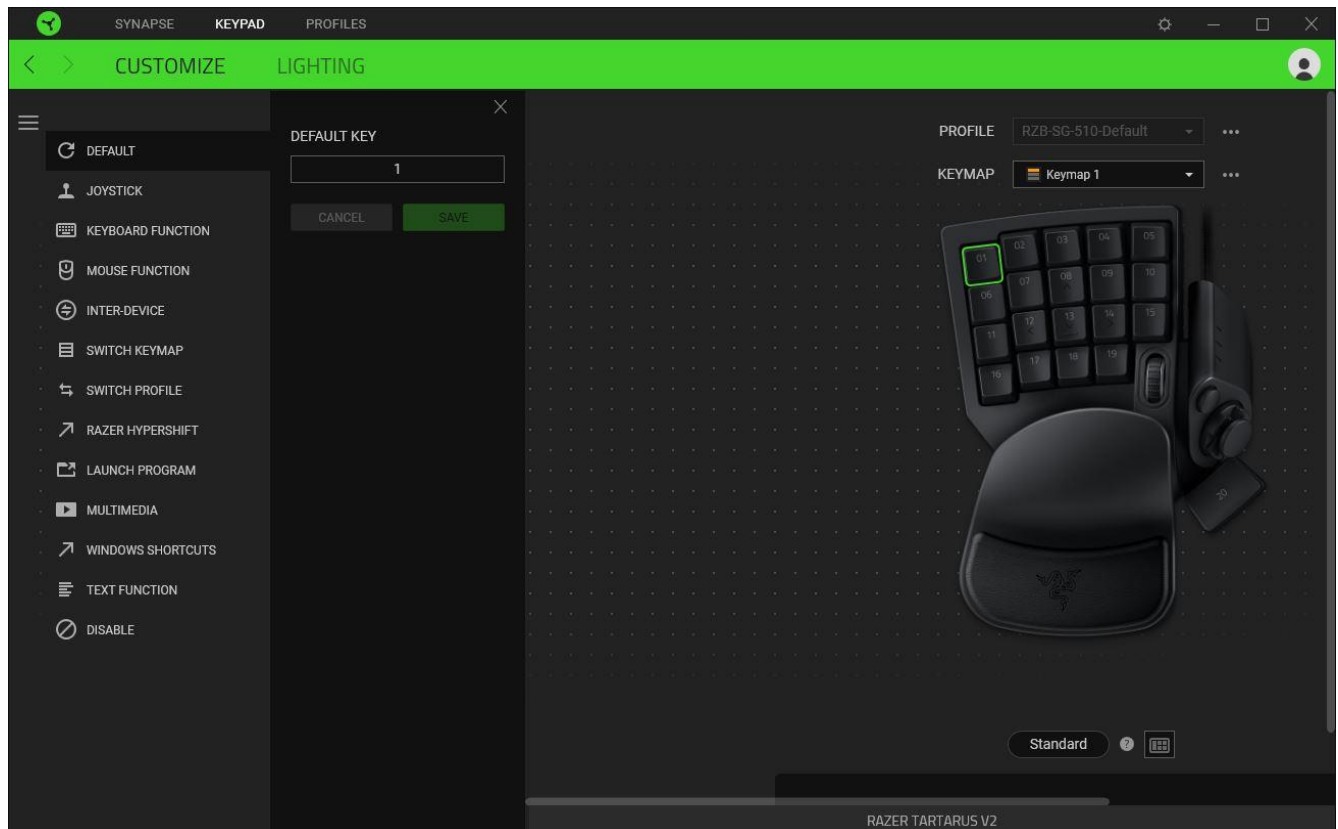 SYNAPSE KEYPAD PROFILES
CUSTOMIZE LIGHTING
DEFAULT KEY
1
CANCEL SAVE
DEFAULT
JOYSTICK
KEYBOARD FUNCTION
MOUSE FUNCTION
INTER-DEVICE
SWITCH KEYMAP
SWITCH PROFILE
RAZER HYPERSHIFT
LAUNCH PROGRAM
MULTIMEDIA
WINDOWS SHORTCUTS
TEXT FUNCTION
DISABLE
PROFILE RZB-SG-510-Default
KEYMAP Keymap 1
01 02 03 04 05
06 07 08 09 10
11 12 13 14 15
16 17 18 19
20
Standard ?
RAZER TARTARUS V2